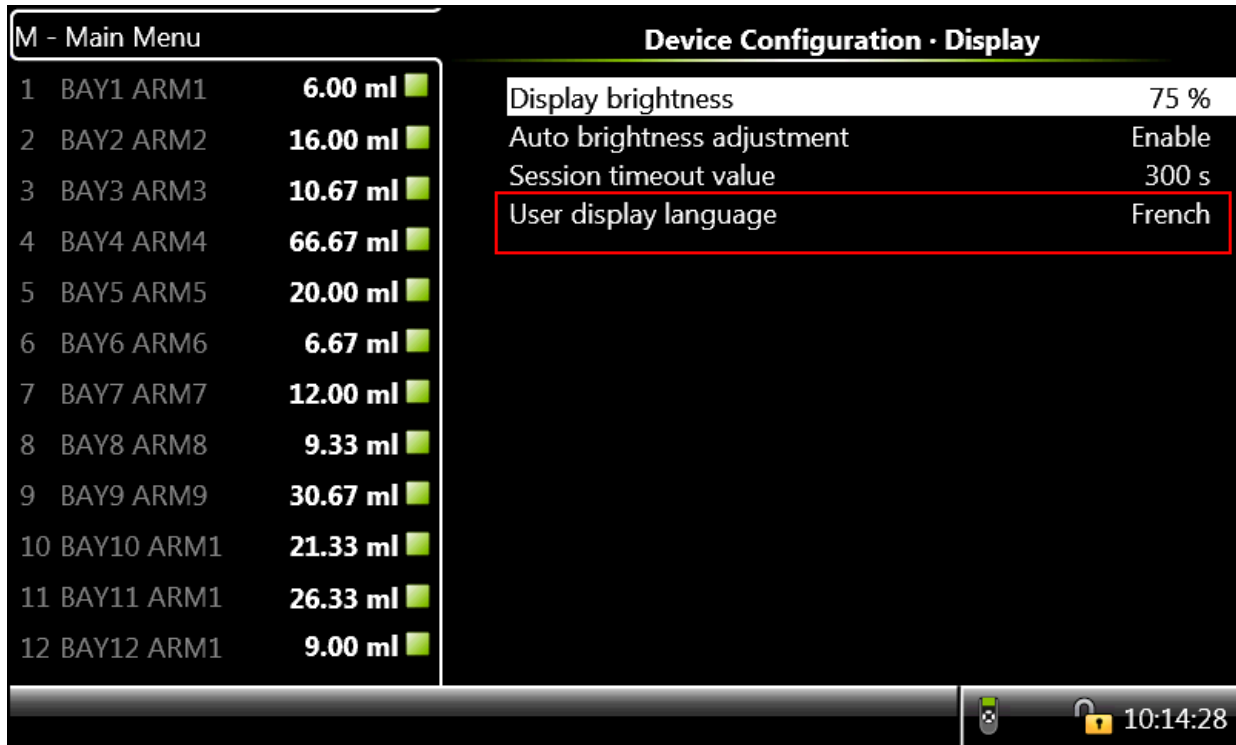 M - Main Menu
1 BAY1 ARM1 6.00 ml
2 BAY2 ARM2 16.00 ml
3 BAY3 ARM3 10.67 ml
4 BAY4 ARM4 66.67 ml
5 BAY5 ARM5 20.00 ml
6 BAY6 ARM6 6.67 ml
7 BAY7 ARM7 12.00 ml
8 BAY8 ARM8 9.33 ml
9 BAY9 ARM9 30.67 ml
10 BAY10 ARM1 21.33 ml
11 BAY11 ARM1 26.33 ml
12 BAY12 ARM1 9.00 ml
Device Configuration · Display
Display brightness 75 %
Auto brightness adjustment Enable
Session timeout value 300 s
User display language French
10:14:28